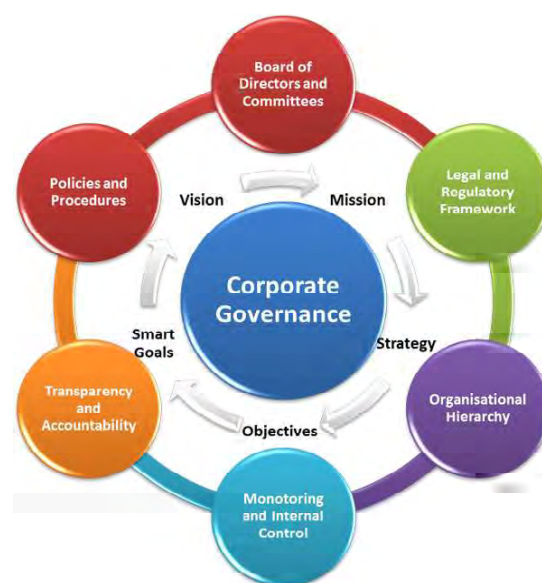 Board of
Directors and
Committees
Policies and
Procedures
Legal and
Regulatory
Framework
Vision
Mission
Corporate
Governance
Smart
Goals
Strategy
Transparency
and
Accountability
Organisational
Hierarchy
Objectives
Monotoring
and Internal
Control